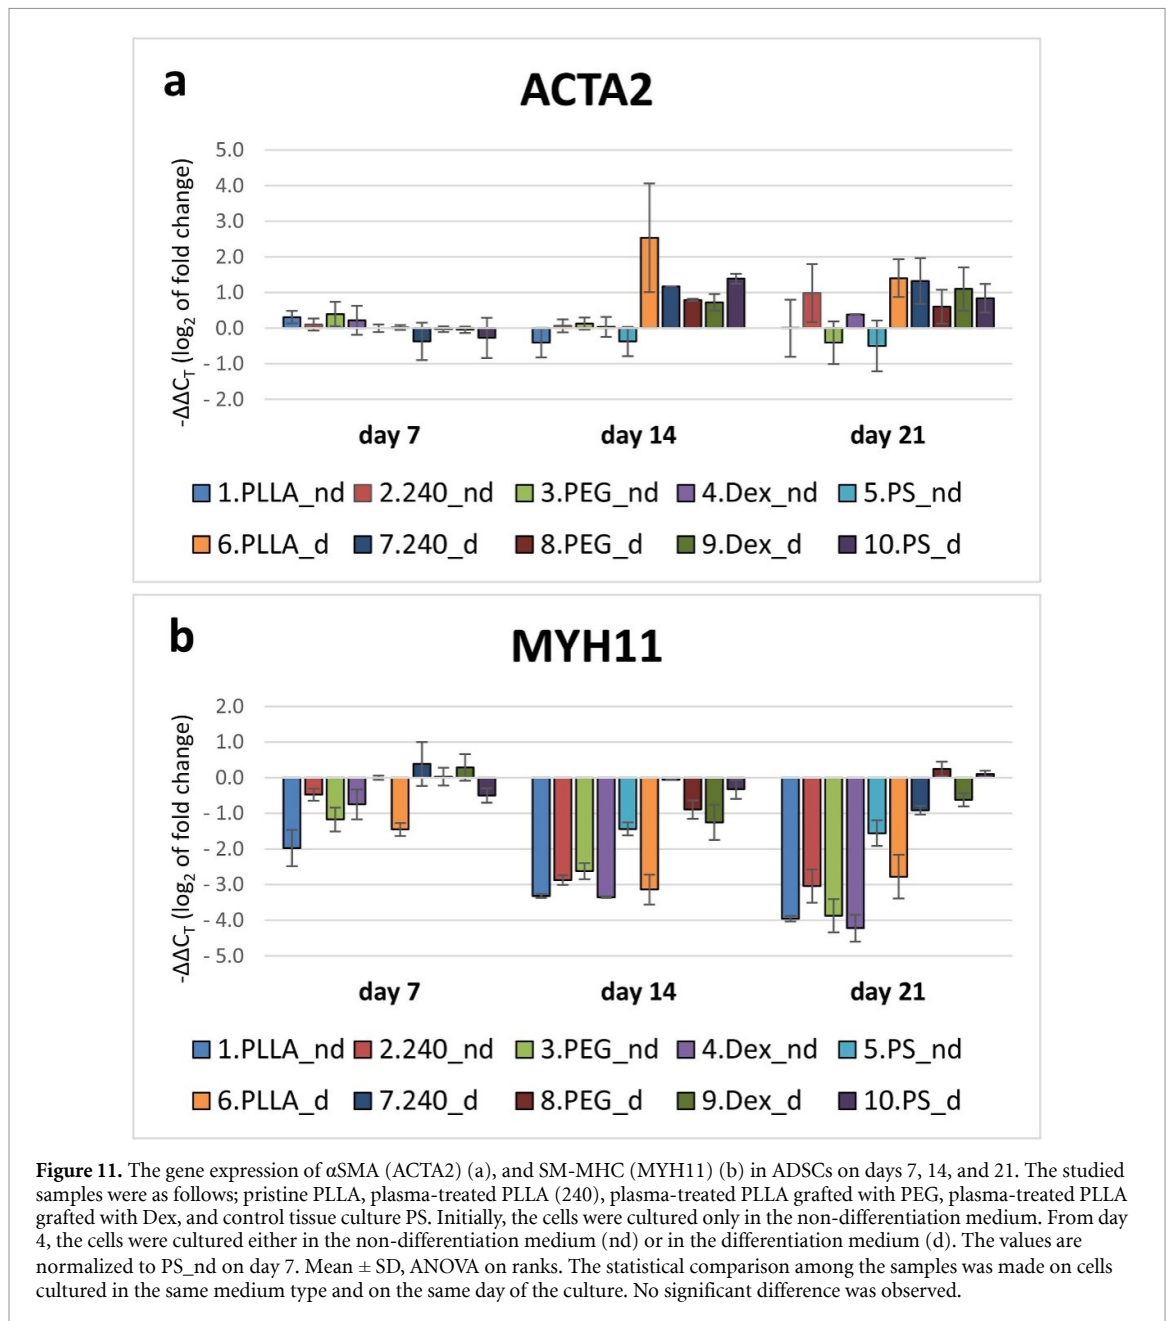 a
ACTA2
-ΔΔCT (log2 of fold change)
5.0
4.0
3.0
2.0
1.0
0.0
- 1.0
- 2.0
day 7 day 14 day 21
1.PLLA_nd 2.240_nd 3.PEG_nd 4.Dex_nd 5.PS_nd
6.PLLA_d 7.240_d 8.PEG_d 9.Dex_d 10.PS_d
b
MYH11
-ΔΔCT (log2 of fold change)
2.0
1.0
0.0
- 1.0
- 2.0
- 3.0
- 4.0
- 5.0
day 7 day 14 day 21
1.PLLA_nd 2.240_nd 3.PEG_nd 4.Dex_nd 5.PS_nd
6.PLLA_d 7.240_d 8.PEG_d 9.Dex_d 10.PS_d
Figure 11. The gene expression of αSMA (ACTA2) (a), and SM-MHC (MYH11) (b) in ADSCs on days 7, 14, and 21. The studied
samples were as follows; pristine PLLA, plasma-treated PLLA (240), plasma-treated PLLA grafted with PEG, plasma-treated PLLA
grafted with Dex, and control tissue culture PS. Initially, the cells were cultured only in the non-differentiation medium. From day
4, the cells were cultured either in the non-differentiation medium (nd) or in the differentiation medium (d). The values are
normalized to PS_nd on day 7. Mean ± SD, ANOVA on ranks. The statistical comparison among the samples was made on cells
cultured in the same medium type and on the same day of the culture. No significant difference was observed.